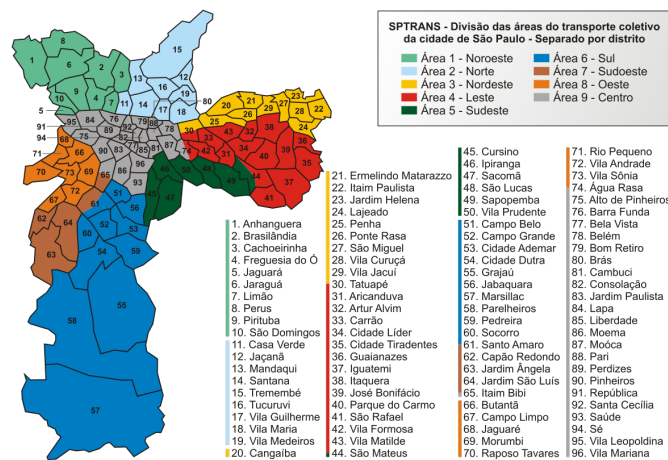 SPTRANS - Divisão das áreas do transporte coletivo
da cidade de São Paulo - Separado por distrito
Área 1 - Noroeste
Área 2 - Norte
Área 3 - Nordeste
Área 4 - Leste
Área 5 - Sudeste
Área 6 - Sul
Área 7 - Sudoeste
Área 8 - Oeste
Área 9 - Centro
1. Anhanguera
2. Brasilândia
3. Cachoeirinha
4. Freguesia do Ó
5. Jaguará
6. Jaraguá
7. Limão
8. Perus
9. Pirituba
10. São Domingos
11. Casa Verde
12. Jaçanã
13. Mandaqui
14. Santana
15. Tremembé
16. Tucuruvi
17. Vila Guilherme
18. Vila Maria
19. Vila Medeiros
20. Cangaíba
21. Ermelindo Matarazzo
22. Itaim Paulista
23. Jardim Helena
24. Lajeado
25. Penha
26. Ponte Rasa
27. São Miguel
28. Vila Curuçá
29. Vila Jacuí
30. Tatuapé
31. Aricanduva
32. Artur Alvim
33. Carrão
34. Cidade Líder
35. Cidade Tiradentes
36. Guaianazes
37. Iguatemi
38. Itaquera
39. José Bonifácio
40. Parque do Carmo
41. São Rafael
42. Vila Formosa
43. Vila Matilde
44. São Mateus
45. Cursino
46. Ipiranga
47. Sacomã
48. São Lucas
49. Sapopemba
50. Vila Prudente
51. Campo Belo
52. Campo Grande
53. Cidade Ademar
54. Cidade Dutra
55. Grajaú
56. Jabaquara
57. Marsillac
58. Parelheiros
59. Pedreira
60. Socorro
61. Santo Amaro
62. Capão Redondo
63. Jardim Ângela
64. Jardim São Luís
65. Itaim Bibi
66. Butantã
67. Campo Limpo
68. Jaguaré
69. Morumbi
70. Raposo Tavares
71. Rio Pequeno
72. Vila Andrade
73. Vila Sônia
74. Água Rasa
75. Alto de Pinheiros
76. Barra Funda
77. Bela Vista
78. Belém
79. Bom Retiro
80. Brás
81. Cambuci
82. Consolação
83. Jardim Paulista
84. Lapa
85. Liberdade
86. Moema
87. Moóca
88. Pari
89. Perdizes
90. Pinheiros
91. República
92. Santa Cecília
93. Saúde
94. Sé
95. Vila Leopoldina
96. Vila Mariana